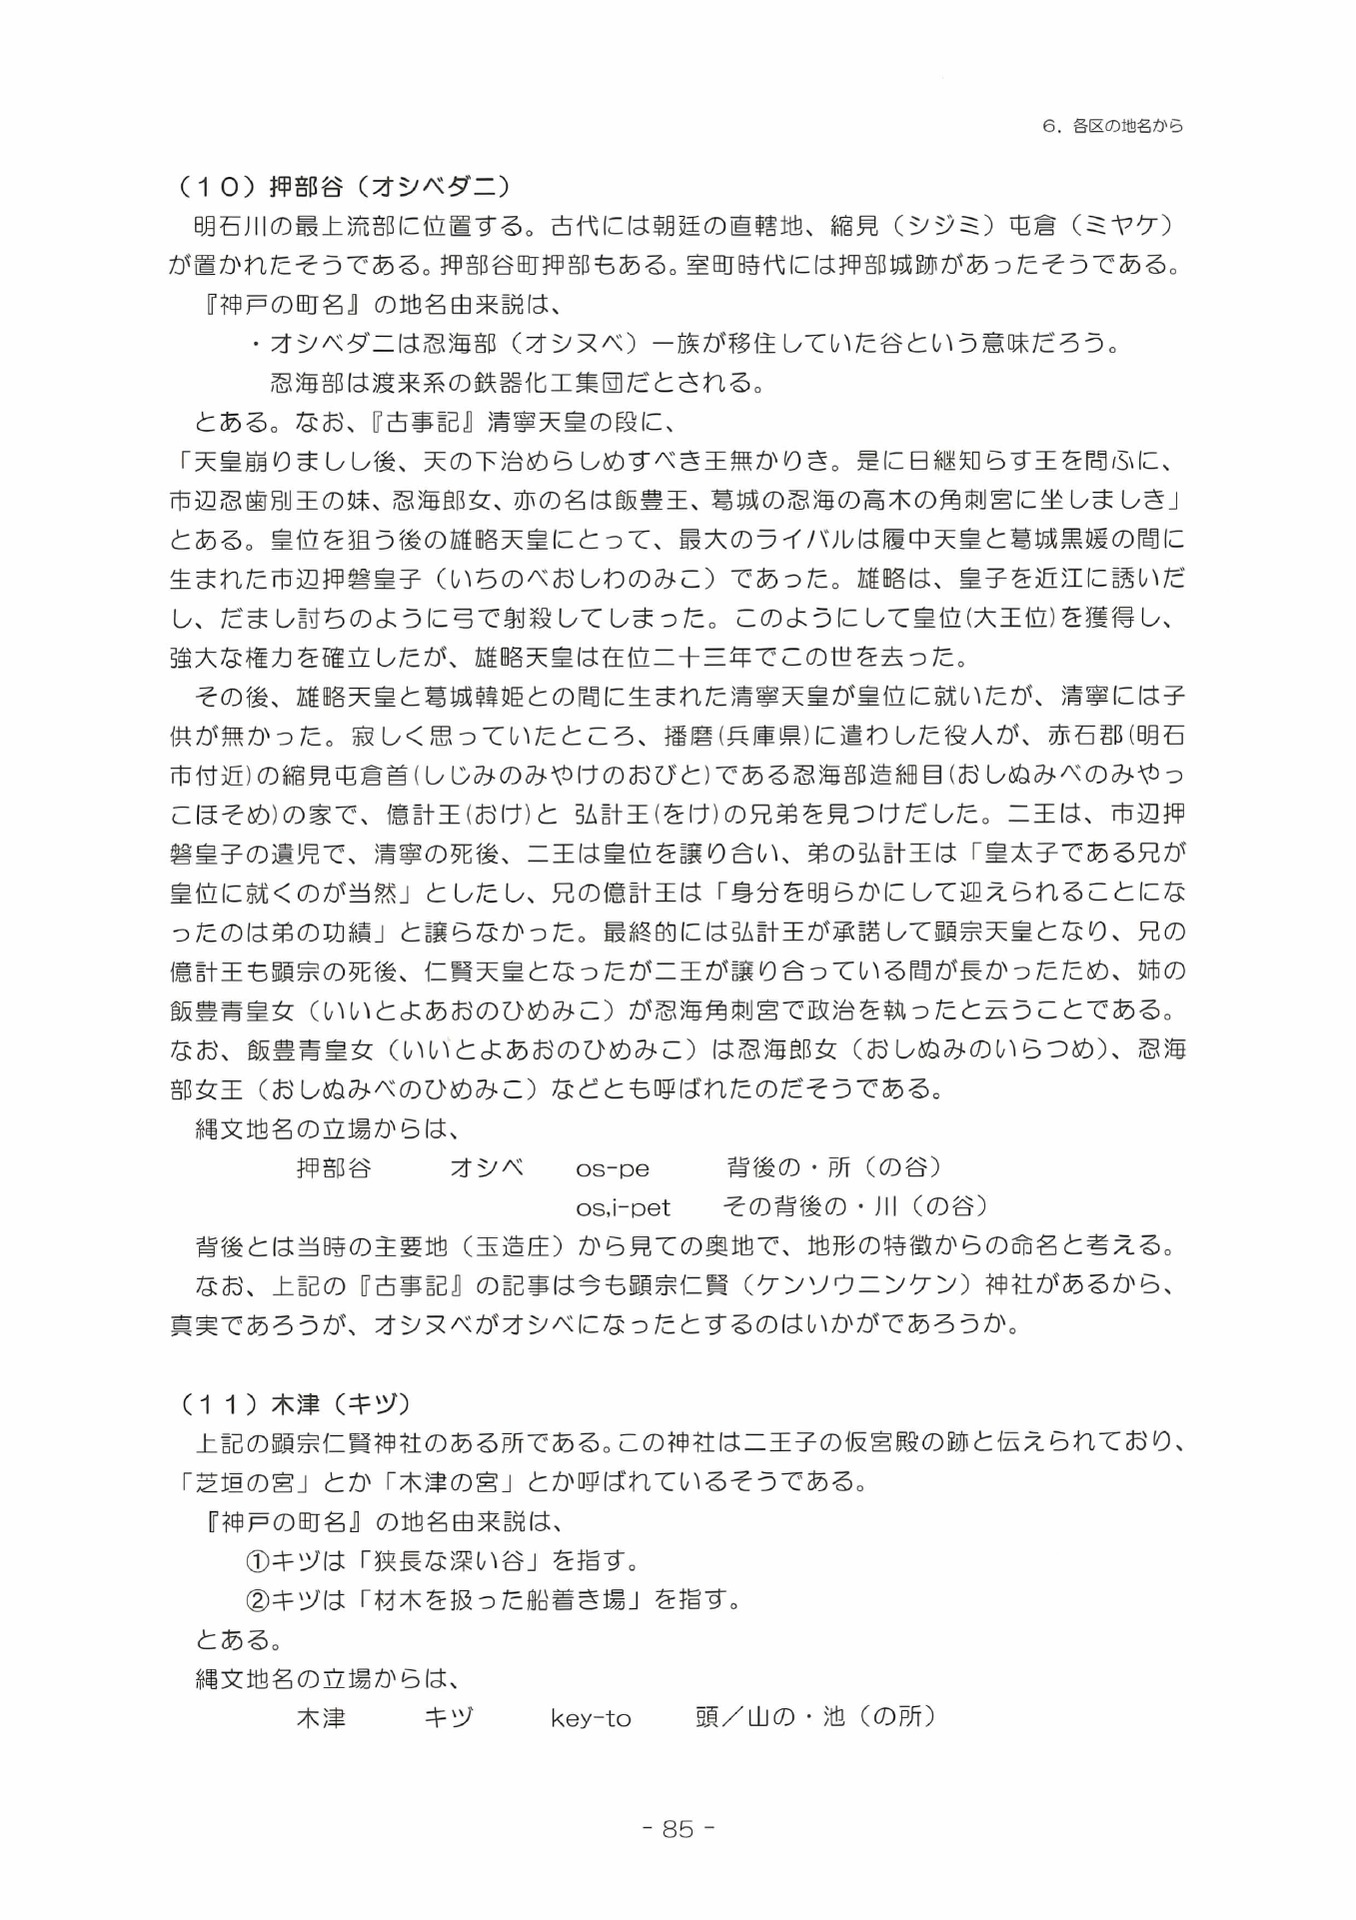 ６．各区の地名から
（１０）押部谷（オシベダニ）
明石川の最上流部に位置する。古代には朝廷の直轄地、縮見（シジミ）屯倉（ミヤケ）
が置かれたそうである。押部谷町押部もある。室町時代には押部城跡があったそうである。
『神戸の町名』の地名由来説は、
・オシベダニは忍海部（オシヌベ）一族が移住していた谷という意味だろう。
忍海部は渡来系の鉄器化工集団だとされる。
とある。なお、『古事記』清寧天皇の段に、
「天皇崩りましし後、天の下治めらしめすべき王無かりき。是に日継知らす王を問ふに、
市辺忍歯別王の妹、忍海郎女、亦の名は飯豊王、葛城の忍海の高木の角刺宮に坐しましき」
とある。皇位を狙う後の雄略天皇にとって、最大のライバルは履中天皇と葛城黒媛の間に
生まれた市辺押磐皇子（いちのべおしわのみこ）であった。雄略は、皇子を近江に誘いだ
し、だまし討ちのように弓で射殺してしまった。このようにして皇位(大王位)を獲得し、
強大な権力を確立したが、雄略天皇は在位二十三年でこの世を去った。
その後、雄略天皇と葛城韓姫との間に生まれた清寧天皇が皇位に就いたが、清寧には子
供が無かった。寂しく思っていたところ、播磨(兵庫県)に遣わした役人が、赤石郡(明石
市付近)の縮見屯倉首(しじみのみやけのおびと)である忍海部造細目(おしぬみべのみやっ
こほそめ)の家で、億計王(おけ)と 弘計王(をけ)の兄弟を見つけだした。二王は、市辺押
磐皇子の遺児で、清寧の死後、二王は皇位を譲り合い、弟の弘計王は「皇太子である兄が
皇位に就くのが当然」としたし、兄の億計王は「身分を明らかにして迎えられることにな
ったのは弟の功績」と譲らなかった。最終的には弘計王が承諾して顕宗天皇となり、兄の
億計王も顕宗の死後、仁賢天皇となったが二王が譲り合っている間が長かったため、姉の
飯豊青皇女（いいとよあおのひめみこ）が忍海角刺宮で政治を執ったと云うことである。
なお、飯豊青皇女（いいとよあおのひめみこ）は忍海郎女（おしぬみのいらつめ）、忍海
部女王（おしぬみべのひめみこ）などとも呼ばれたのだそうである。
縄文地名の立場からは、
押部谷　オシベ　os-pe　背後の・所（の谷）
os,i-pet　その背後の・川（の谷）
背後とは当時の主要地（玉造庄）から見ての奥地で、地形の特徴からの命名と考える。
なお、上記の『古事記』の記事は今も顕宗仁賢（ケンソウニンケン）神社があるから、
真実であろうが、オシヌベがオシベになったとするのはいかがであろうか。
（１１）木津（キヅ）
上記の顕宗仁賢神社のある所である。この神社は二王子の仮宮殿の跡と伝えられており、
「芝垣の宮」とか「木津の宮」とか呼ばれているそうである。
『神戸の町名』の地名由来説は、
①キヅは「狭長な深い谷」を指す。
②キヅは「材木を扱った船着き場」を指す。
とある。
縄文地名の立場からは、
木津　キヅ　key-to　頭／山の・池（の所）
- 85 -